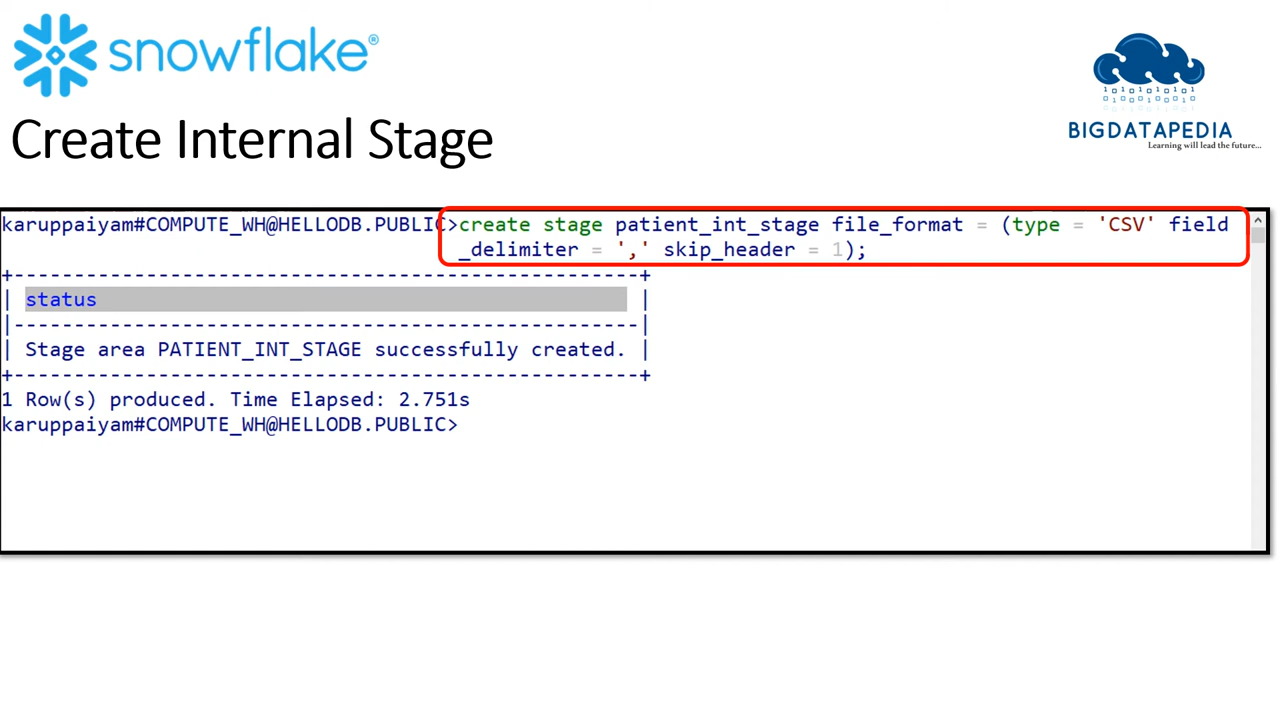 snowflake®
BIGDATAPEDIA
Learning will lead the future...
Create Internal Stage
karuppaiyam#COMPUTE_WH@HELLODB.PUBLIC>create stage patient_int_stage file_format = (type = 'CSV' field
_delimiter = ',' skip_header = 1);
+----------------------------------------------------+
| status |
|----------------------------------------------------|
| Stage area PATIENT_INT_STAGE successfully created. |
+----------------------------------------------------+
1 Row(s) produced. Time Elapsed: 2.751s
karuppaiyam#COMPUTE_WH@HELLODB.PUBLIC>